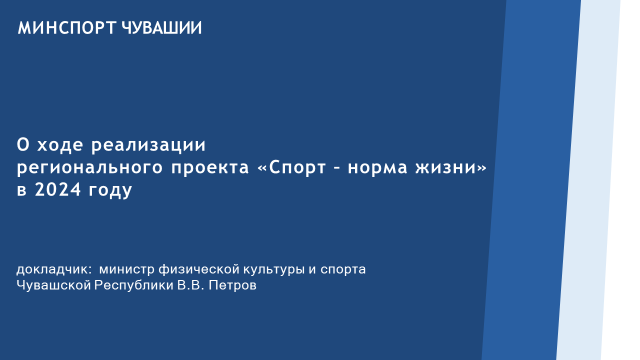 МИНСПОРТ ЧУВАШИИ
О ходе реализации
регионального проекта «Спорт – норма жизни»
в 2024 году
докладчик: министр физической культуры и спорта
Чувашской Республики В.В. Петров